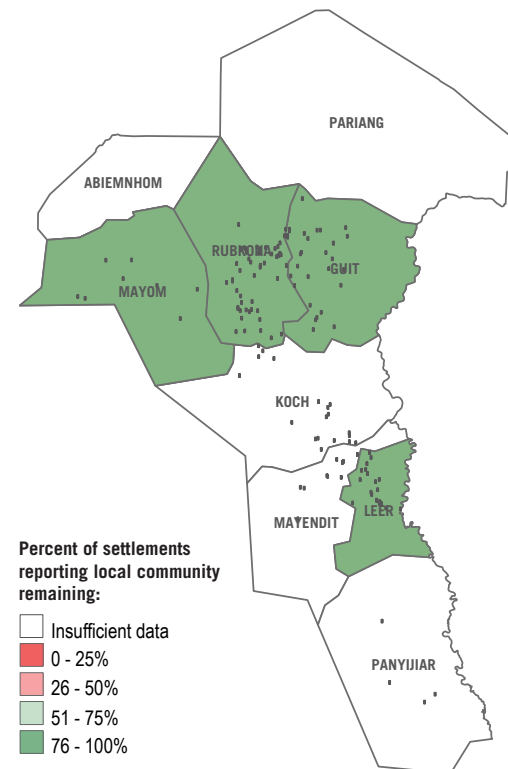 PARIANG
ABIEMNHOM
RUBKONA
GUIT
MAYOM
KOCH
MAYENDIT
LEER
PANYIJIAR
Percent of settlements
reporting local community
remaining:
Insufficient data
0 - 25%
26 - 50%
51 - 75%
76 - 100%